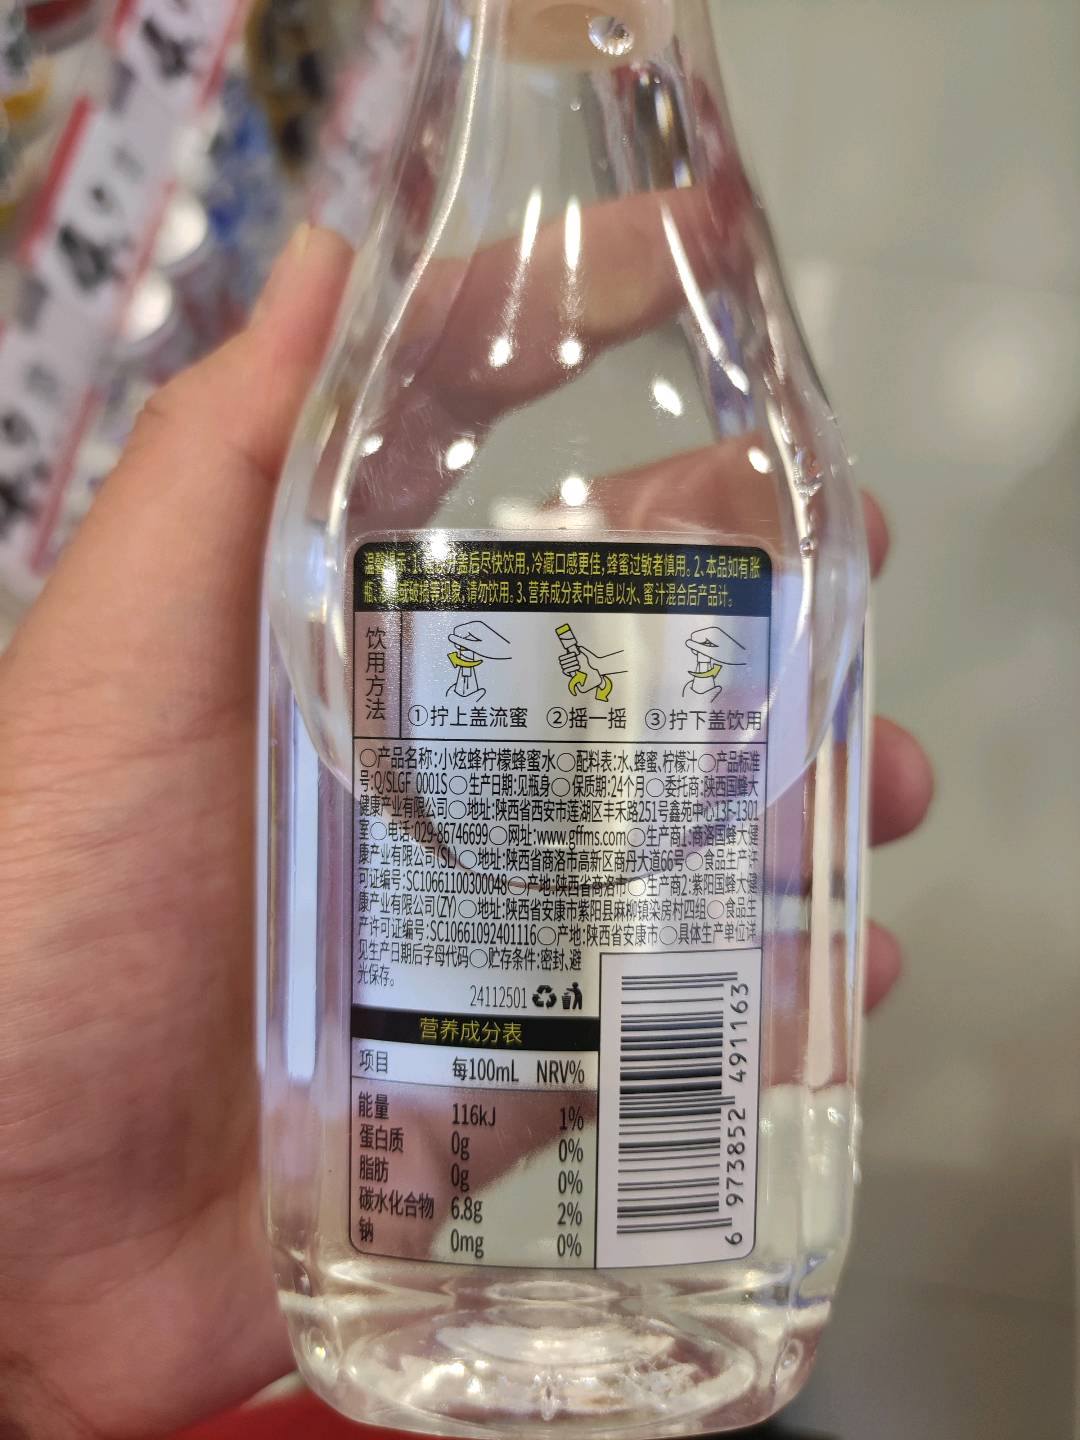 温馨提示:1、 盖后尽快饮用,冷藏口感更佳,蜂蜜过敏者慎用。2、本品如有胀
瓶、 或破损等现象,请勿饮用。3、营养成分表中信息以水、蜜汁混合后产品计。
饮用方法
①拧上盖流蜜 ②摇一摇 ③拧下盖饮用
○产品名称:小炫蜂柠檬蜂蜜水○配料表:水、蜂蜜、柠檬汁○产品标准
号:Q/SLGF 0001S○生产日期:见瓶身○保质期:24个月○委托商:陕西国蜂大
健康产业有限公司○地址:陕西省西安市莲湖区丰禾路251号鑫苑中心13F-1301
室○电话:029-86746699○网址:www.gffms.com○生产商1:商洛国蜂大健
康产业有限公司(SL)○地址:陕西省商洛市高新区商丹大道66号○食品生产许
可证编号:SC10661100300048○产地:陕西省商洛市○生产商2:紫阳国蜂大健
康产业有限公司(ZY)○地址:陕西省安康市紫阳县麻柳镇染房村四组○食品生
产许可证编号:SC10661092401116○产地:陕西省安康市○具体生产单位详
见生产日期后字母代码○贮存条件:密封、避
光保存。
24112501
营养成分表
项目 每100mL NRV%
能量 116kJ 1%
蛋白质 0g 0%
脂肪 0g 0%
碳水化合物 6.8g 2%
钠 0mg 0%
6 973852 491163